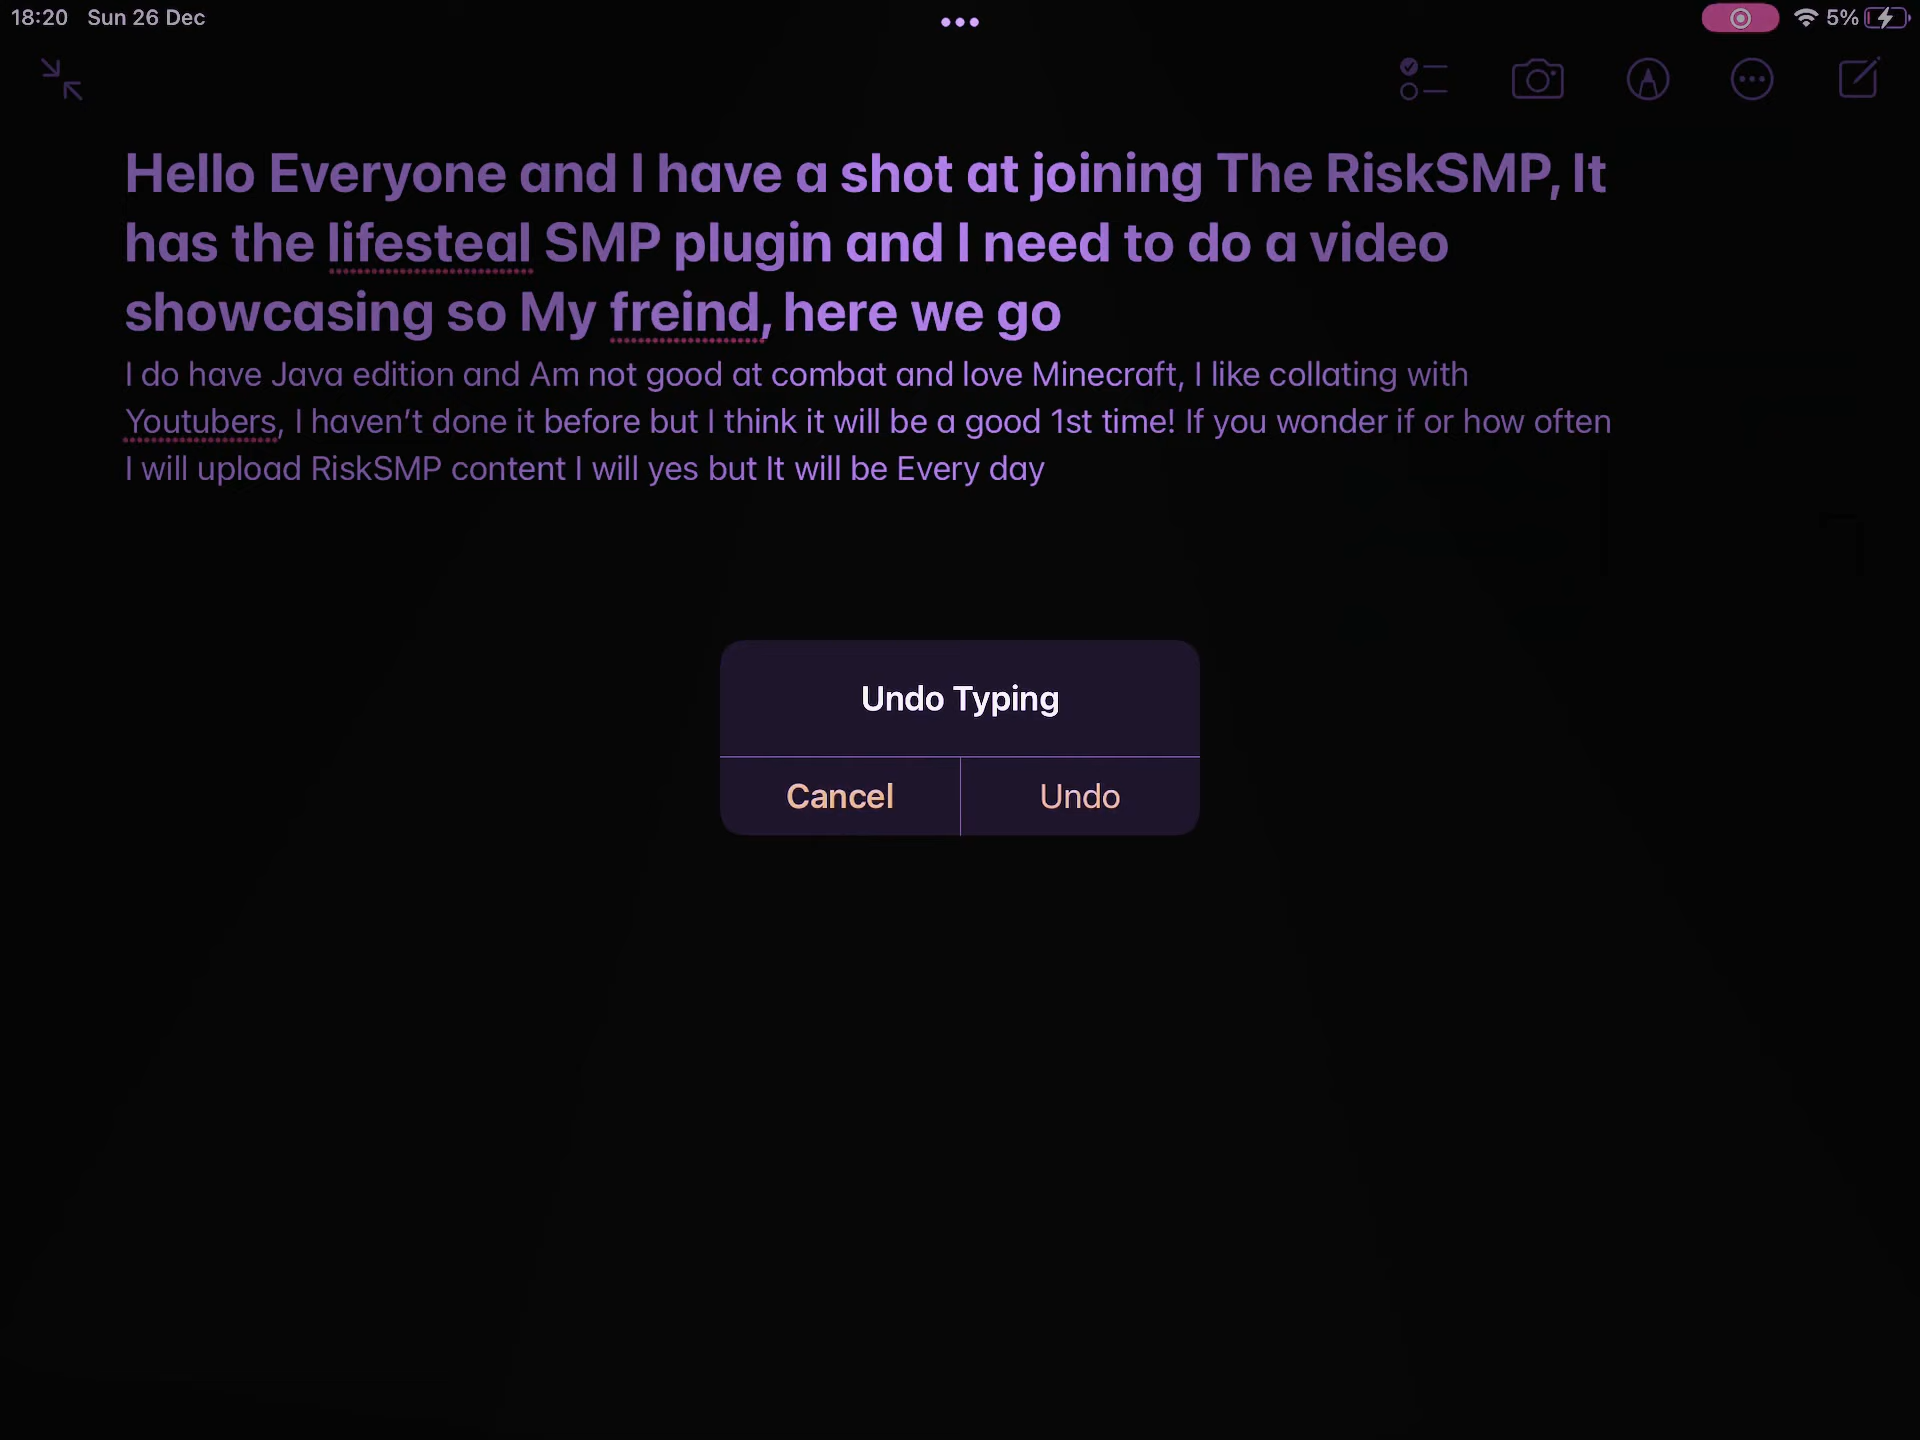 18:20 Sun 26 Dec
5%
Hello Everyone and I have a shot at joining The RiskSMP, It
has the lifesteal SMP plugin and I need to do a video
showcasing so My freind, here we go
I do have Java edition and Am not good at combat and love Minecraft, I like collating with
Youtubers, I haven’t done it before but I think it will be a good 1st time! If you wonder if or how often
I will upload RiskSMP content I will yes but It will be Every day
Undo Typing
Cancel Undo